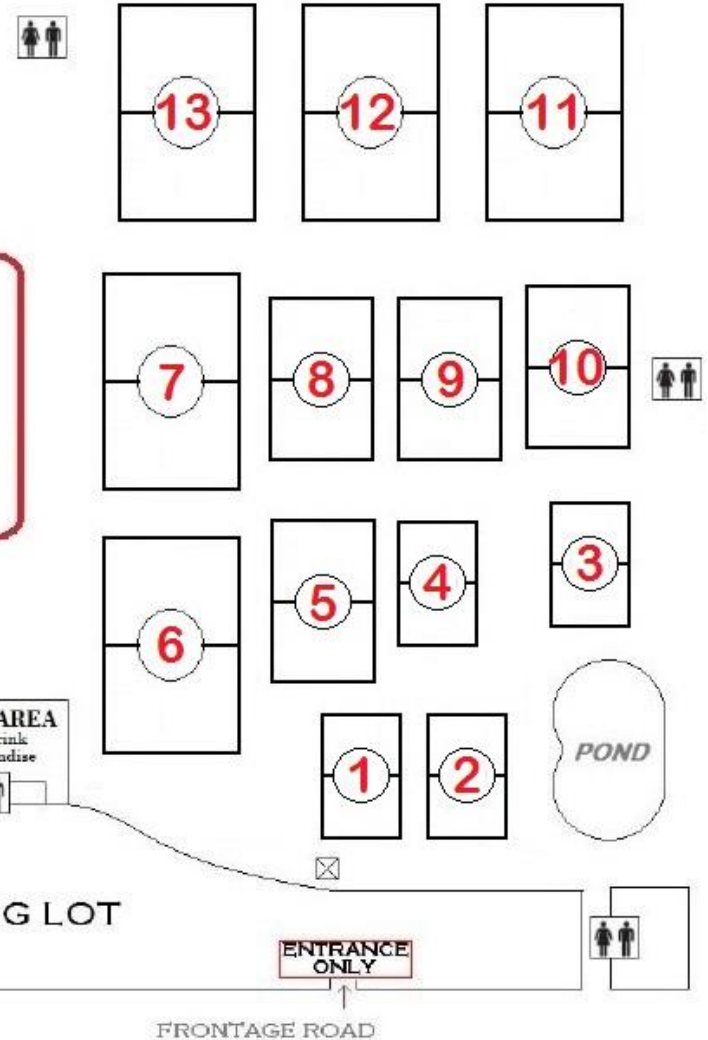 13 12 11
7 8 9 10
6 5 4 3
1 2
AREA
POND
G LOT
ENTRANCE
ONLY
FRONTAGE ROAD